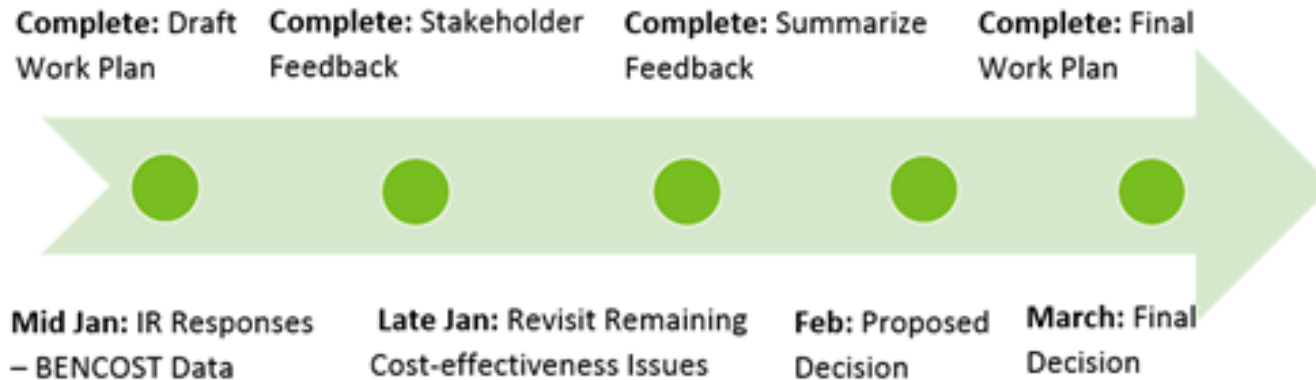 Complete: Draft
Work Plan
Complete: Stakeholder
Feedback
Complete: Summarize
Feedback
Complete: Final
Work Plan
Mid Jan: IR Responses
– BENCOST Data
Late Jan: Revisit Remaining
Cost-effectiveness Issues
Feb: Proposed
Decision
March: Final
Decision